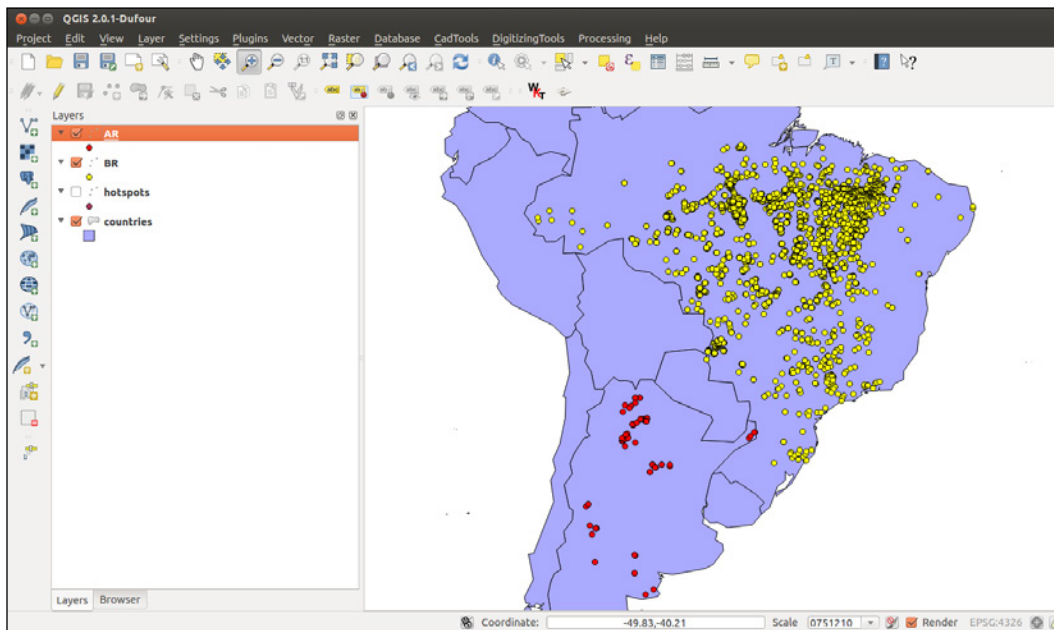 QGIS 2.0.1-Dufour
Project Edit View Layer Settings Plugins Vector Raster Database CadTools DigitizingTools Processing Help
Layers
AR
BR
hotspots
countries
Layers Browser
Coordinate: -49.83,-40.21 Scale 0751210 Render EPSG:4326